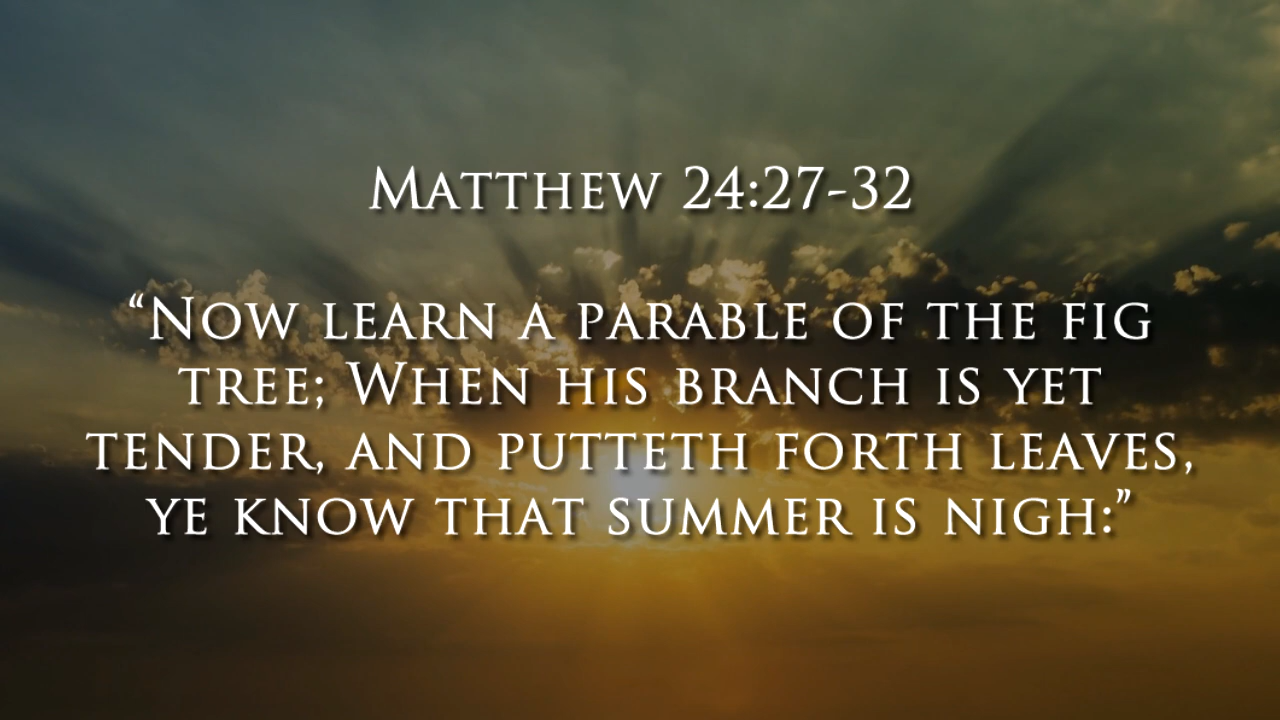 Matthew 24:27-32
“Now learn a parable of the fig
tree; When his branch is yet
tender, and putteth forth leaves,
ye know that summer is nigh:”